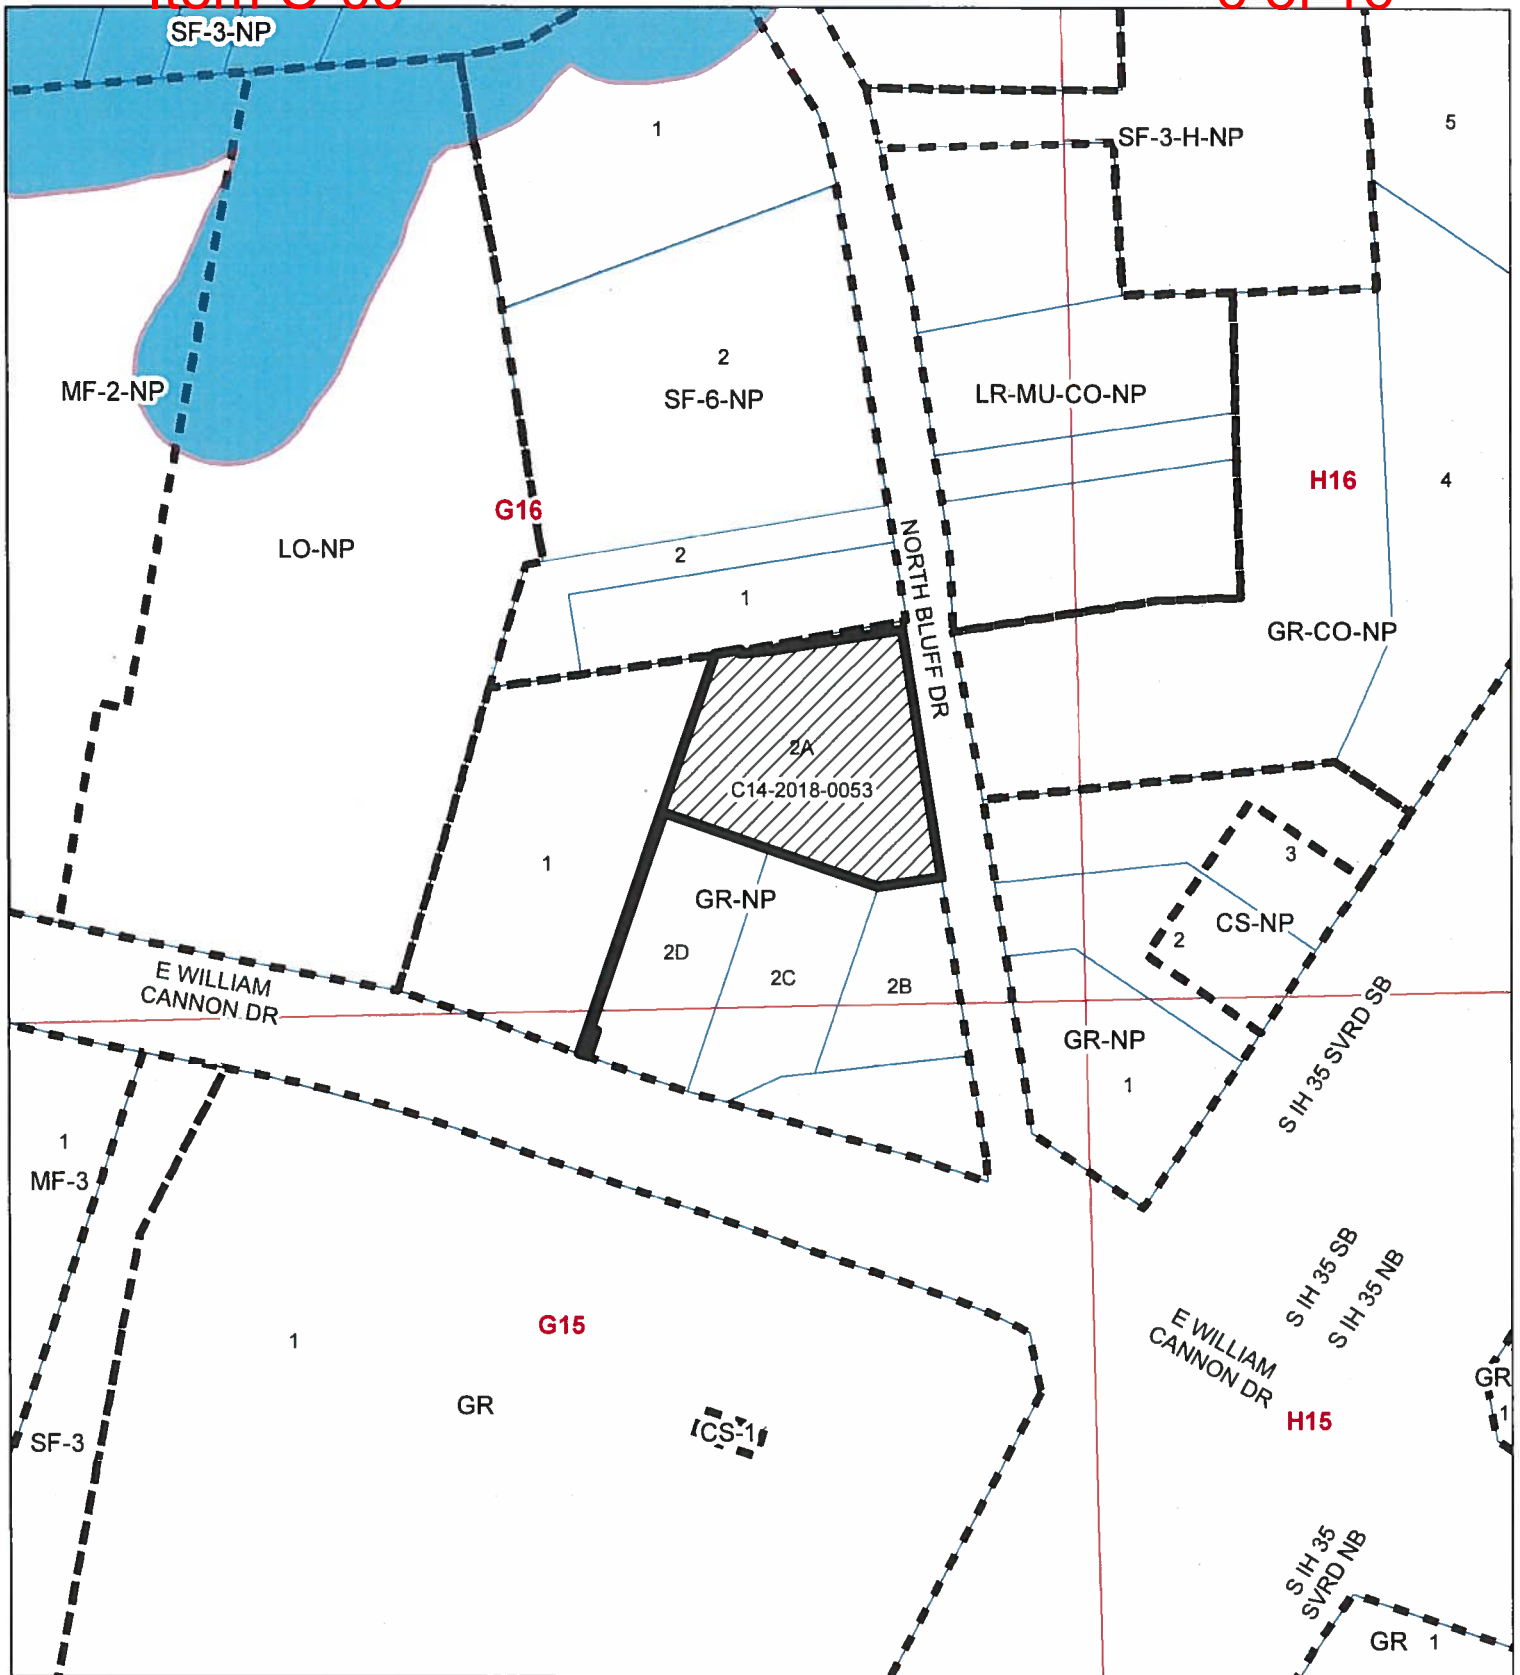 SF-3-NP
1
SF-3-H-NP
5
2
SF-6-NP
MF-2-NP
LR-MU-CO-NP
H16
4
G16
LO-NP
2
1
NORTH BLUFF DR
GR-CO-NP
2A
C14-2018-0053
1
3
GR-NP
CS-NP
2
2D
2C
2B
E WILLIAM
CANNON DR
GR-NP
1
S IH 35 SVRD SB
1
MF-3
S IH 35 SB
S IH 35 NB
E WILLIAM
CANNON DR
G15
1
GR
1
GR
CS-1
H15
SF-3
S IH 35
SVRD NB
GR 1